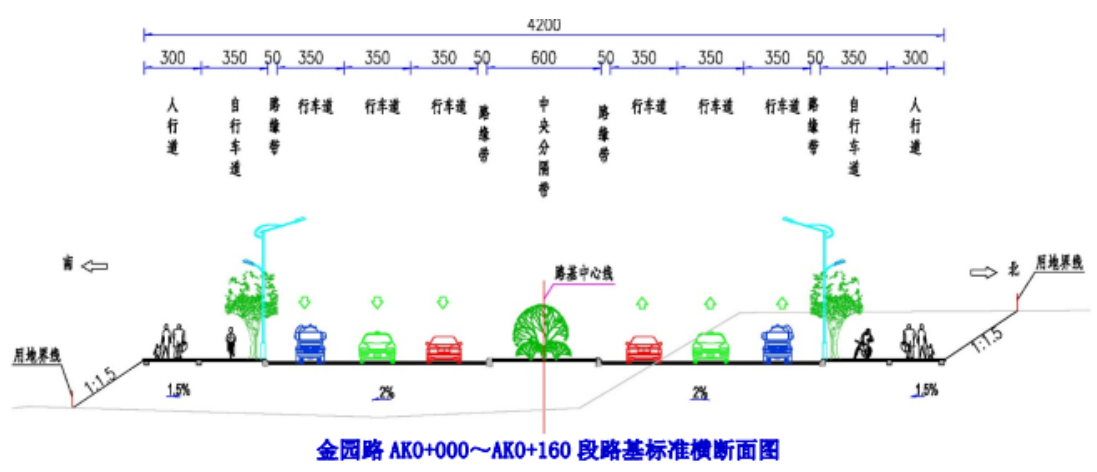 4200
300 350 50 350 350 350 50 600 50 350 350 350 50 350 300
人行道 自行车道 路缘带 行车道 行车道 行车道 路缘带 中央分隔带 路缘带 行车道 行车道 行车道 路缘带 自行车道 人行道
南 路基中心线 北 用地界线
用地界线 1:1.5 1:1.5
1.5% 2% 2% 1.5%
金园路 AK0+000～AK0+160 段路基标准横断面图